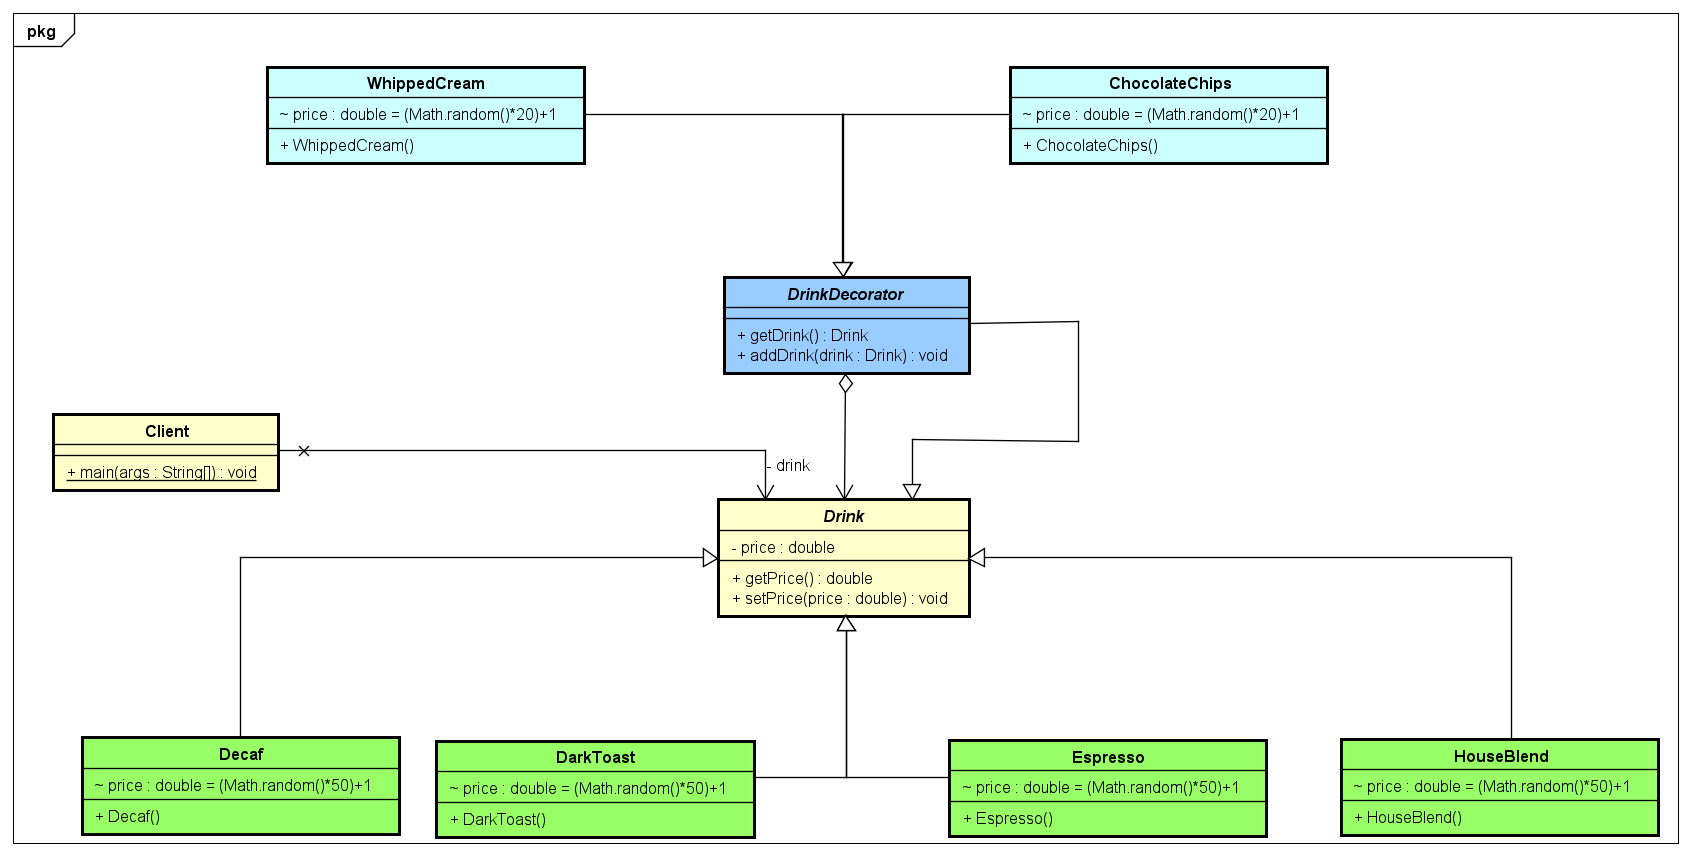 pkg
WhippedCream
~ price : double = (Math.random()*20)+1
+ WhippedCream()
ChocolateChips
~ price : double = (Math.random()*20)+1
+ ChocolateChips()
DrinkDecorator
+ getDrink() : Drink
+ addDrink(drink : Drink) : void
Client
+ main(args : String[]) : void
- drink
Drink
- price : double
+ getPrice() : double
+ setPrice(price : double) : void
Decaf
~ price : double = (Math.random()*50)+1
+ Decaf()
DarkToast
~ price : double = (Math.random()*50)+1
+ DarkToast()
Espresso
~ price : double = (Math.random()*50)+1
+ Espresso()
HouseBlend
~ price : double = (Math.random()*50)+1
+ HouseBlend()